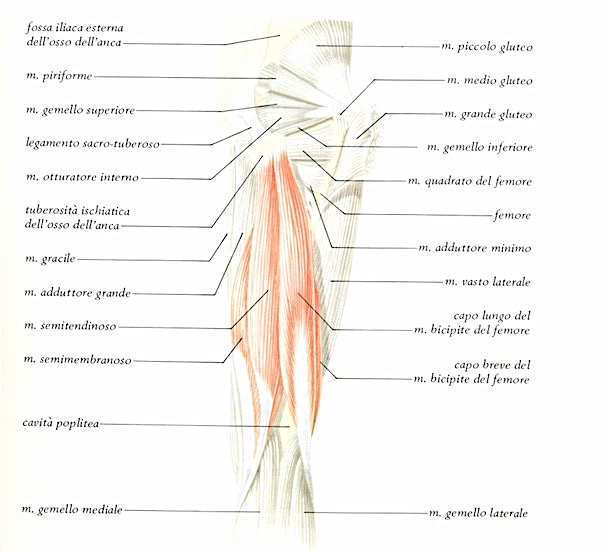 fossa iliaca esterna
dell'osso dell'anca
m. piriforme
m. gemello superiore
legamento sacro-tuberoso
m. otturatore interno
tuberosità ischiatica
dell'osso dell'anca
m. gracile
m. adduttore grande
m. semitendinoso
m. semimembranoso
cavità poplitea
m. gemello mediale
m. piccolo gluteo
m. medio gluteo
m. grande gluteo
m. gemello inferiore
m. quadrato del femore
femore
m. adduttore minimo
m. vasto laterale
capo lungo del
m. bicipite del femore
capo breve del
m. bicipite del femore
m. gemello laterale